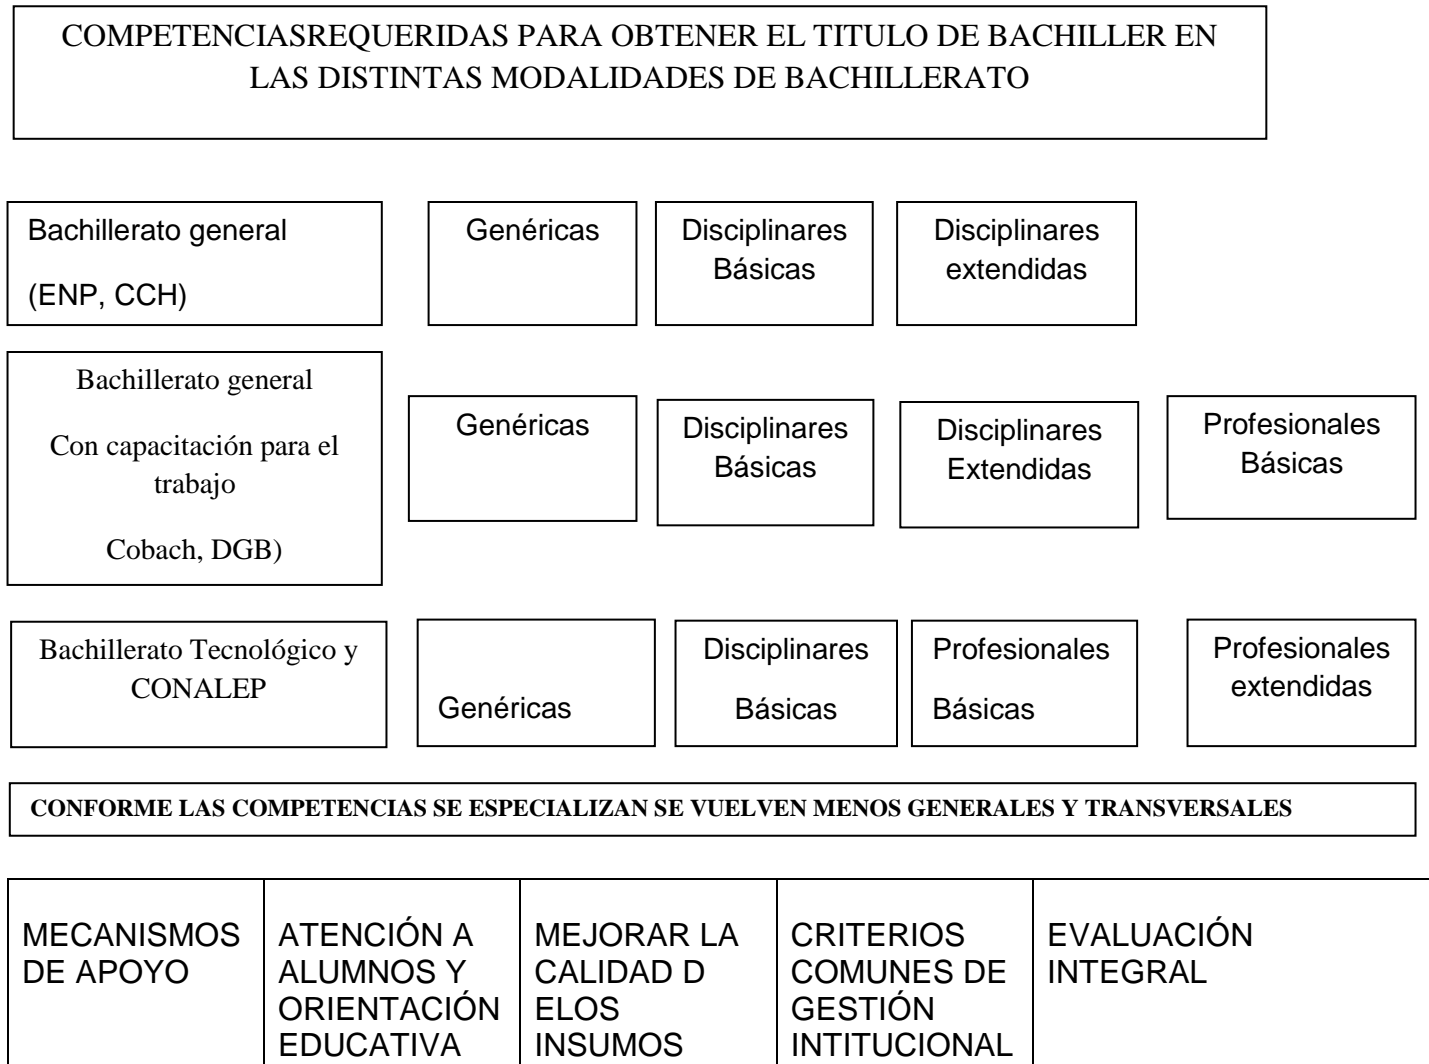 COMPETENCIASREQUERIDAS PARA OBTENER EL TITULO DE BACHILLER EN
LAS DISTINTAS MODALIDADES DE BACHILLERATO
Bachillerato general
(ENP, CCH)
Genéricas
Disciplinares
Básicas
Disciplinares
extendidas
Bachillerato general
Con capacitación para el
trabajo
Cobach, DGB)
Genéricas
Disciplinares
Básicas
Disciplinares
Extendidas
Profesionales
Básicas
Bachillerato Tecnológico y
CONALEP
Genéricas
Disciplinares
Básicas
Profesionales
Básicas
Profesionales
extendidas
CONFORME LAS COMPETENCIAS SE ESPECIALIZAN SE VUELVEN MENOS GENERALES Y TRANSVERSALES
MECANISMOS
DE APOYO
ATENCIÓN A
ALUMNOS Y
ORIENTACIÓN
EDUCATIVA
MEJORAR LA
CALIDAD D
ELOS
INSUMOS
CRITERIOS
COMUNES DE
GESTIÓN
INTITUCIONAL
EVALUACIÓN
INTEGRAL